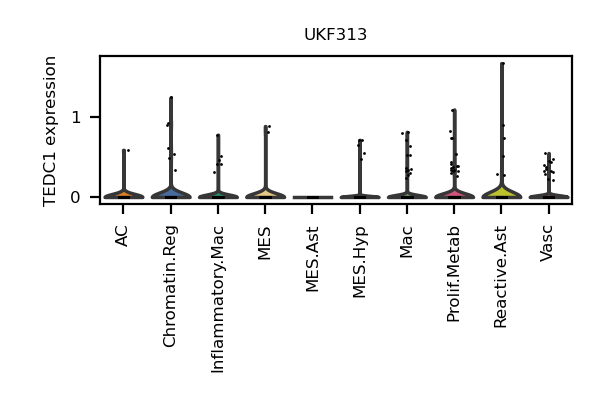 UKF313
TEDC1 expression
1
0
AC
Chromatin.Reg
Inflammatory.Mac
MES
MES.Ast
MES.Hyp
Mac
Prolif.Metab
Reactive.Ast
Vasc